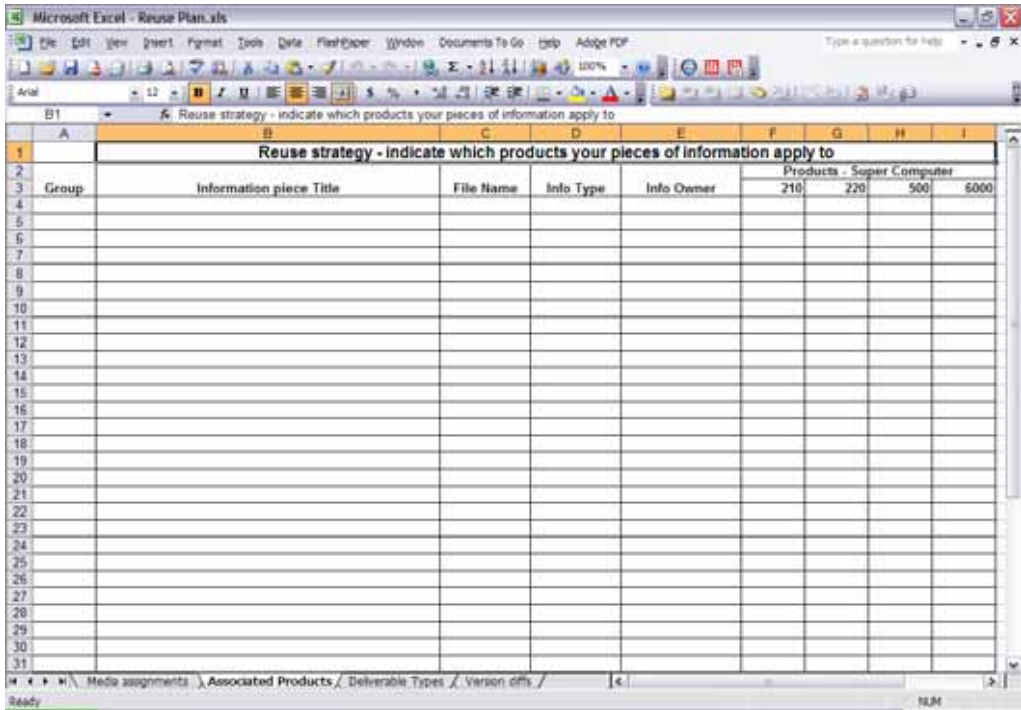 Microsoft Excel - Reuse Plan.xls
File Edit View Insert Format Tools Data FlashPaper Window Documents To Go Help Adobe PDF Type a question for help
100%
Arial 12 B I U $ % ,
B1 fx Reuse strategy - indicate which products your pieces of information apply to
A B C D E F G H I
1 Reuse strategy - indicate which products your pieces of information apply to
2 Products - Super Computer
3 Group Information piece Title File Name Info Type Info Owner 210 220 500 6000
4
5
6
7
8
9
10
11
12
13
14
15
16
17
18
19
20
21
22
23
24
25
26
27
28
29
30
31
Media assignments Associated Products Deliverable Types Version diffs
Ready NUM